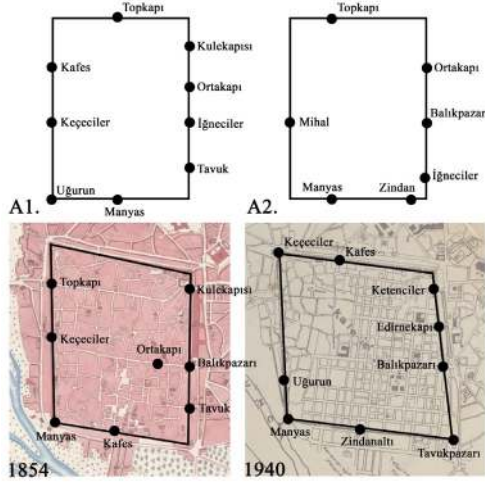 Topkapı
Kulekapısı
Kafes
Ortakapı
Keçeciler
İğneciler
Tavuk
Uğurun
Manyas
A1.
Topkapı
Ortakapı
Mihal
Balıkpazarı
İğneciler
Manyas
Zindan
A2.
Topkapı
Kulekapısı
Keçeciler
Ortakapı
Balıkpazarı
Tavuk
Manyas
Kafes
1854
Keçeciler
Kafes
Ketenciler
Edirnekapı
Balıkpazarı
Uğurun
Manyas
Zindanaltı
Tavukpazarı
1940